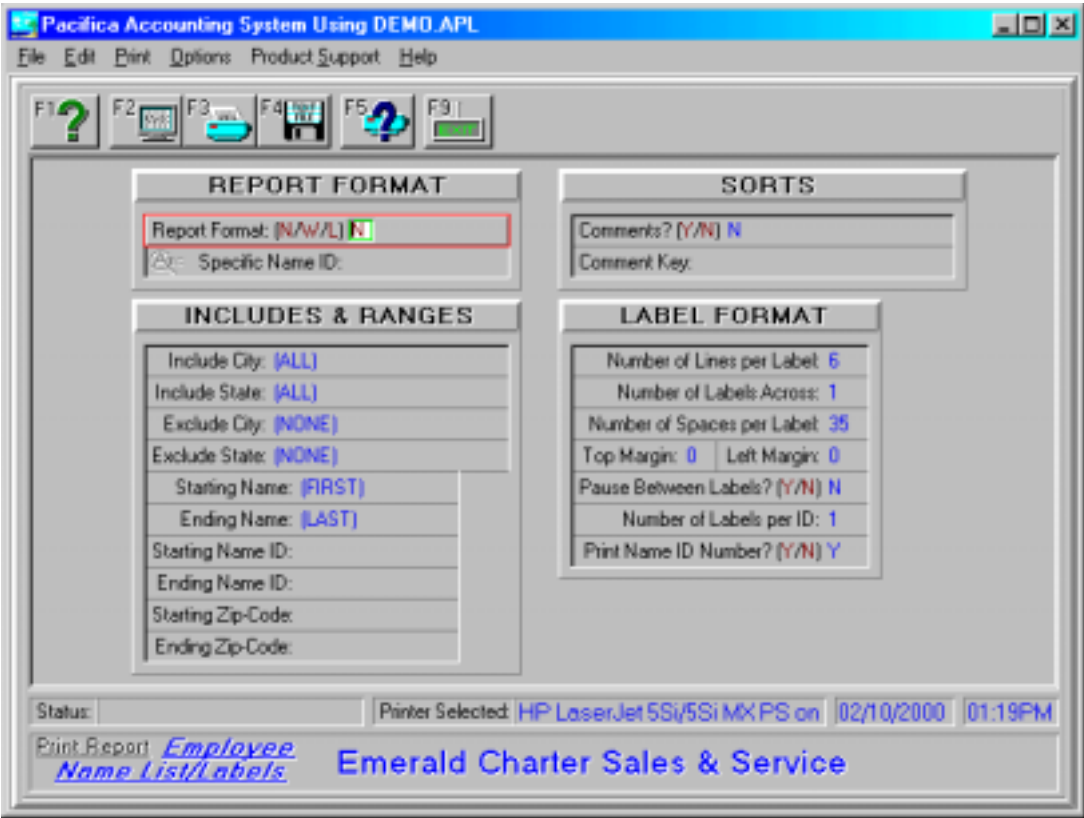 Pacifica Accounting System Using DEMO.APL
File Edit Print Options Product Support Help
F1 F2 F3 F4 F5 F9
EXIT
REPORT FORMAT
Report Format: (N/W/L) N
Specific Name ID:
SORTS
Comments? (Y/N) N
Comment Key:
INCLUDES & RANGES
Include City: (ALL)
Include State: (ALL)
Exclude City: (NONE)
Exclude State: (NONE)
Starting Name: (FIRST)
Ending Name: (LAST)
Starting Name ID:
Ending Name ID:
Starting Zip-Code:
Ending Zip-Code:
LABEL FORMAT
Number of Lines per Label: 6
Number of Labels Across: 1
Number of Spaces per Label: 35
Top Margin: 0 Left Margin: 0
Pause Between Labels? (Y/N) N
Number of Labels per ID: 1
Print Name ID Number? (Y/N) Y
Status: Printer Selected: HP LaserJet 5Si/5Si MX PS on 02/10/2000 01:19PM
Print Report Employee
Name List/Labels
Emerald Charter Sales & Service